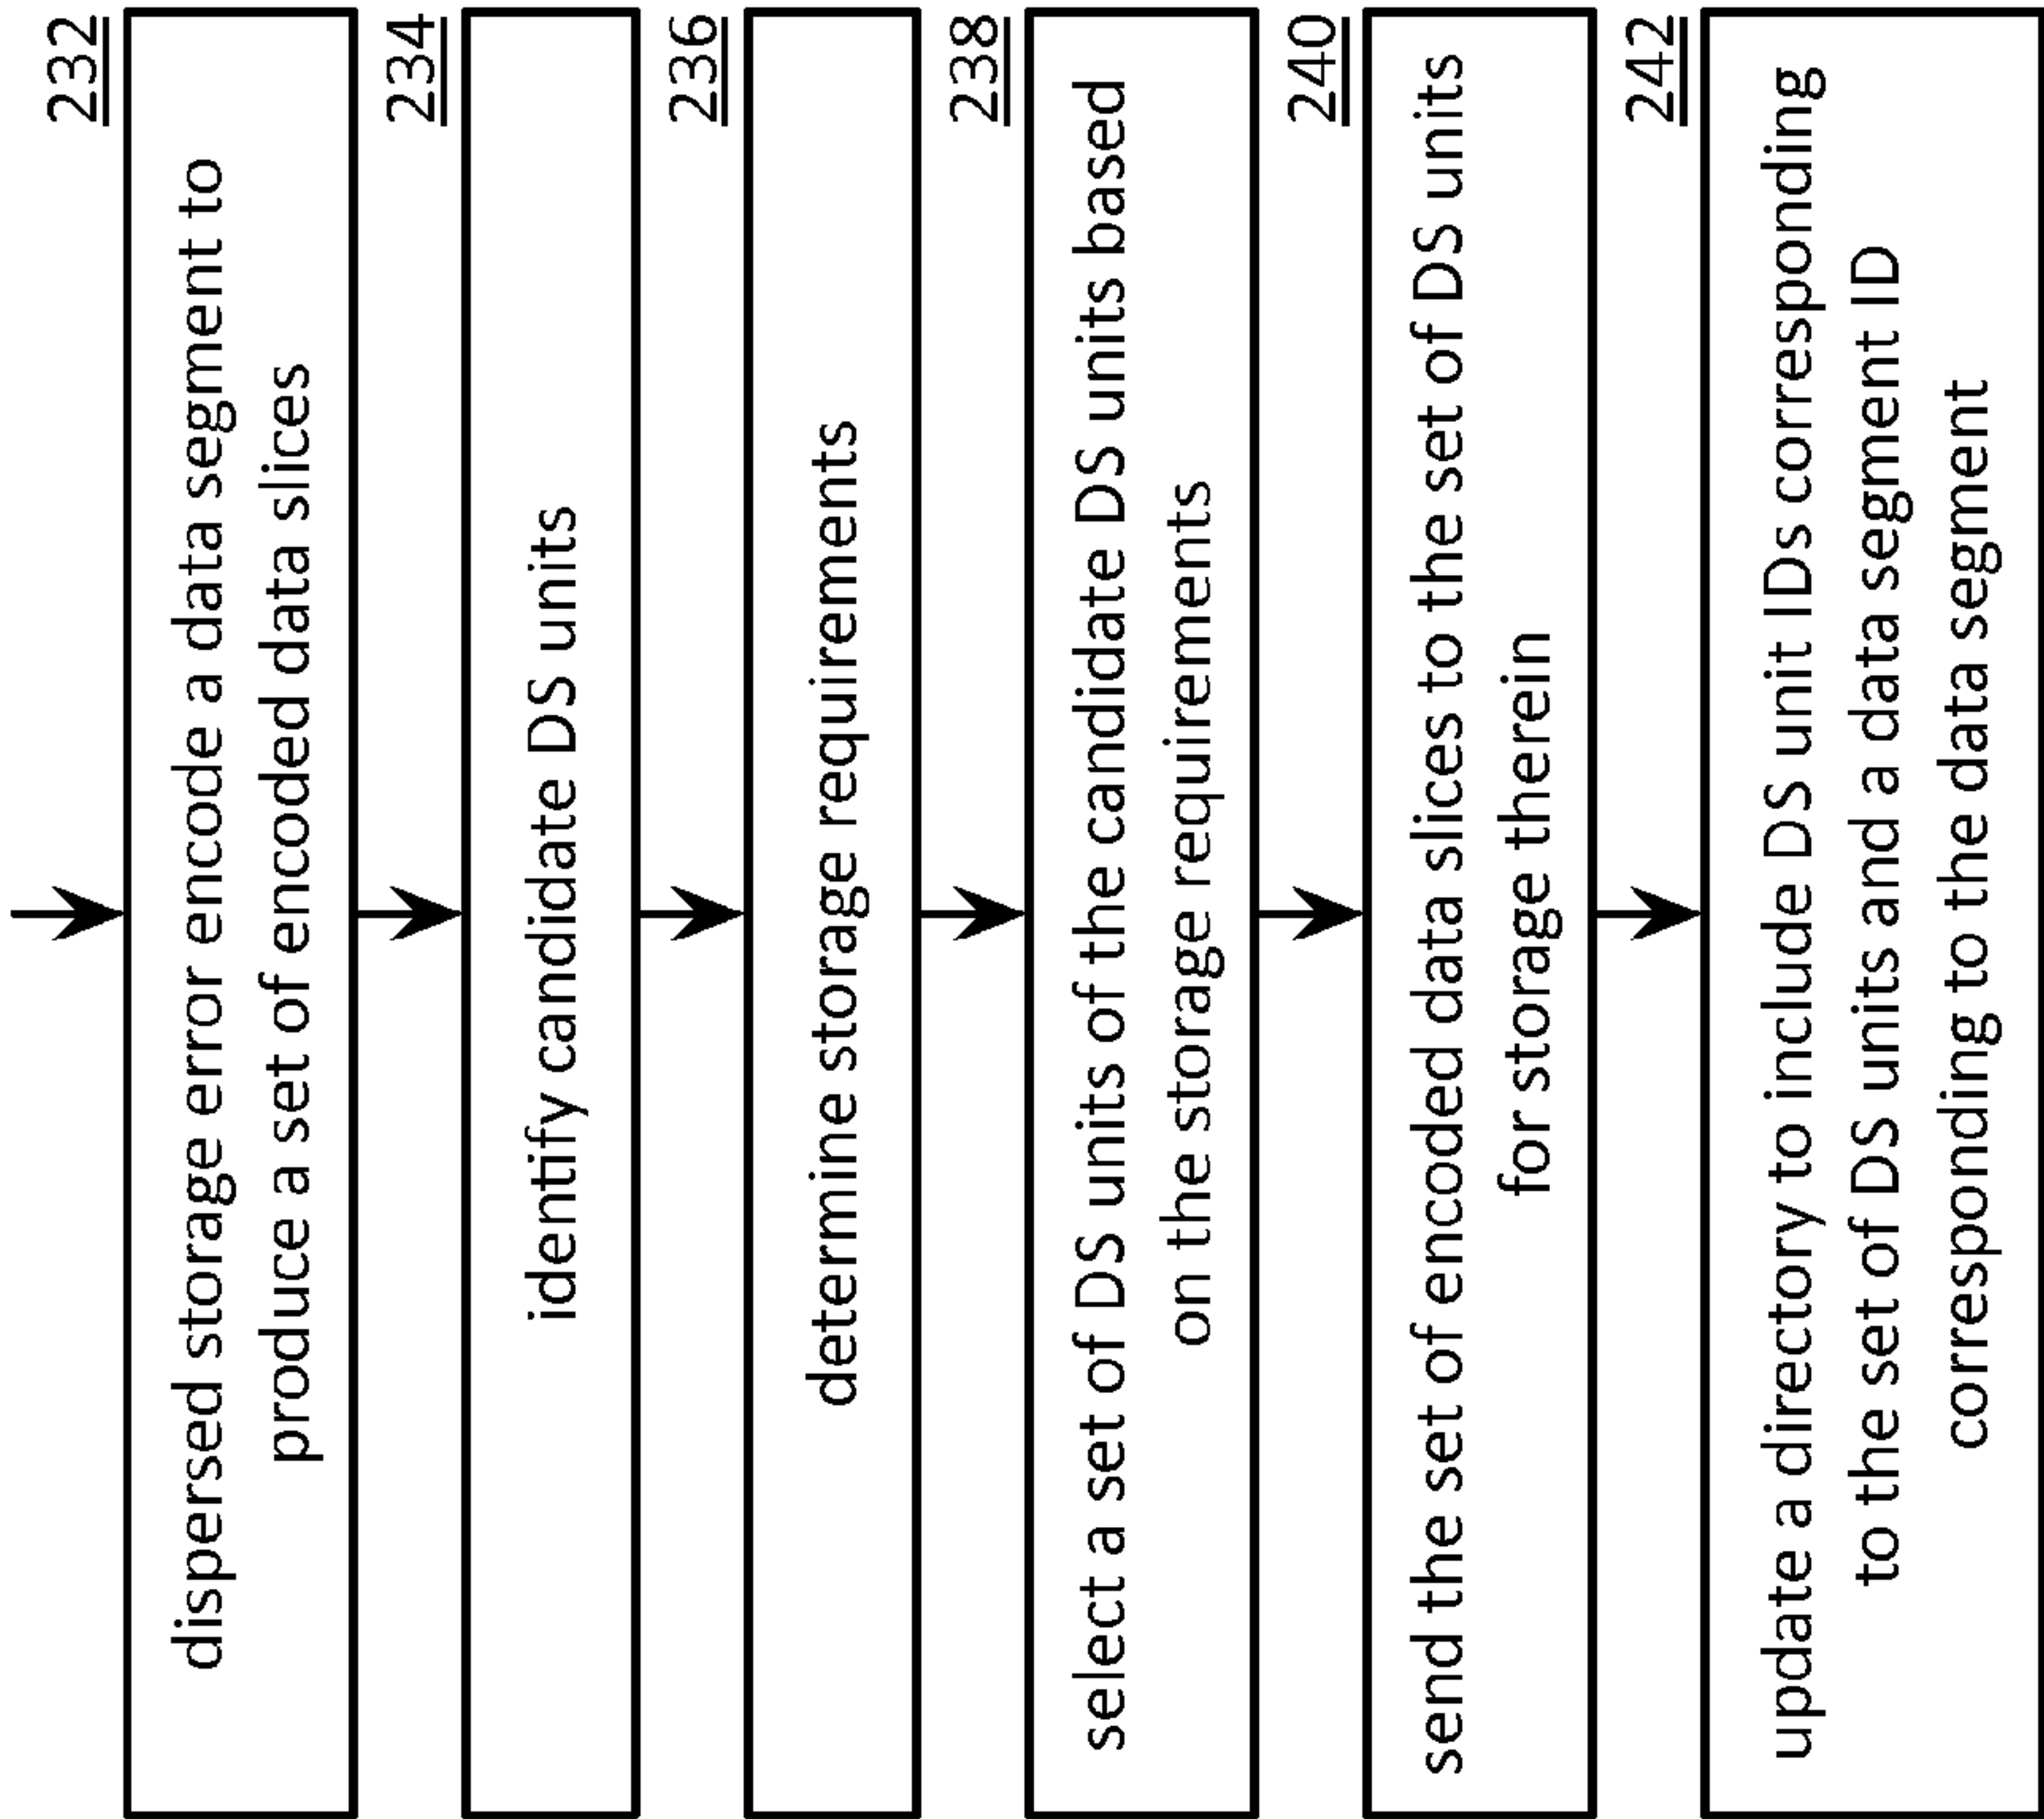 232
dispersed storage error encode a data segment to
produce a set of encoded data slices
234
identify candidate DS units
236
determine storage requirements
238
select a set of DS units of the candidate DS units based
on the storage requirements
240
send the set of encoded data slices to the set of DS units
for storage therein
242
update a directory to include DS unit IDs corresponding
to the set of DS units and a data segment ID
corresponding to the data segment